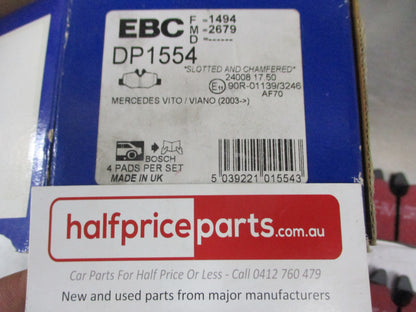 EBC F =1494
M=2679
D=------
DP1554
"SLOTTED AND CHAMFERED"
24008 17.50
E11 90R-01139/3246
AF70
MERCEDES VITO / VIANO (2003->)
BOSCH
4 PADS PER SET
MADE IN UK
5 039221 015543
halfpriceparts.com.au
Car Parts For Half Price Or Less - Call 0412 760 479
New and used parts from major manufacturers